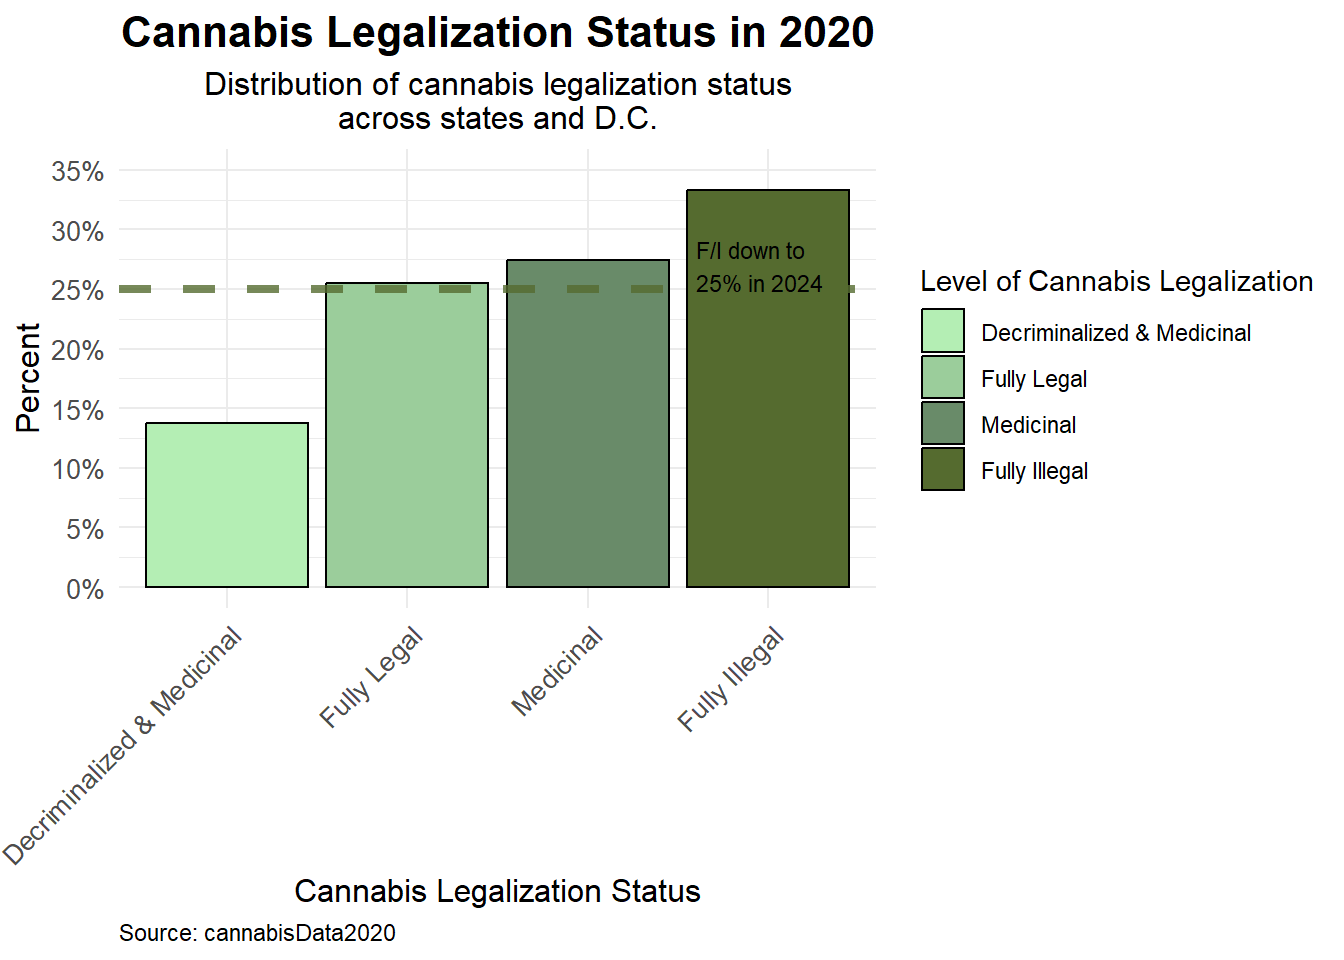 Cannabis Legalization Status in 2020
Distribution of cannabis legalization status
across states and D.C.
35%
30%
25%
20%
15%
10%
5%
0%
Percent
F/I down to
25% in 2024
Decriminalized & Medicinal
Fully Legal
Medicinal
Fully Illegal
Cannabis Legalization Status
Source: cannabisData2020
Level of Cannabis Legalization
Decriminalized & Medicinal
Fully Legal
Medicinal
Fully Illegal